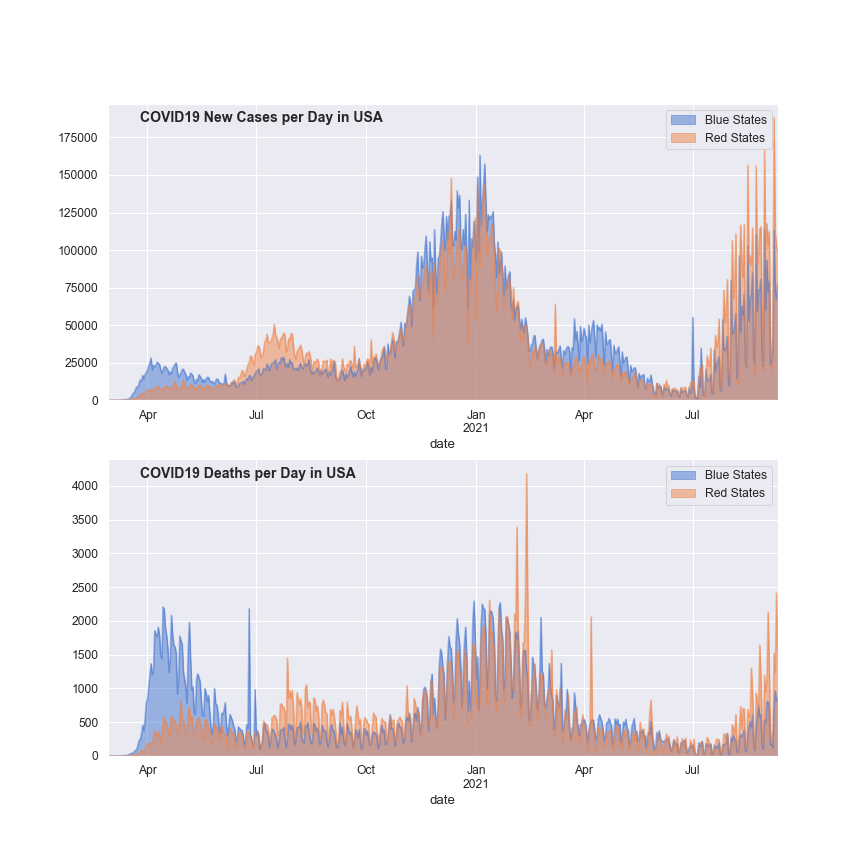 COVID19 New Cases per Day in USA
Blue States
Red States
175000
150000
125000
100000
75000
50000
25000
0
Apr Jul Oct Jan Apr Jul
2021
date
COVID19 Deaths per Day in USA
Blue States
Red States
4000
3500
3000
2500
2000
1500
1000
500
0
Apr Jul Oct Jan Apr Jul
2021
date